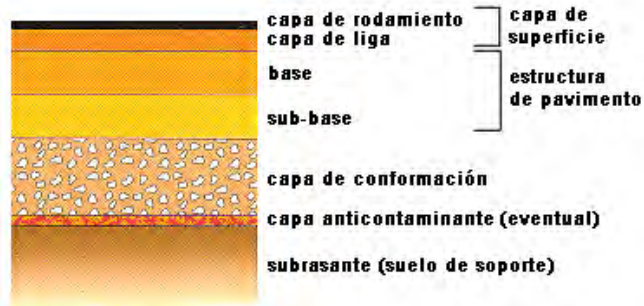 capa de rodamiento
capa de liga
capa de
superficie
base
sub-base
estructura
de pavimento
capa de conformación
capa anticontaminante (eventual)
subrasante (suelo de soporte)